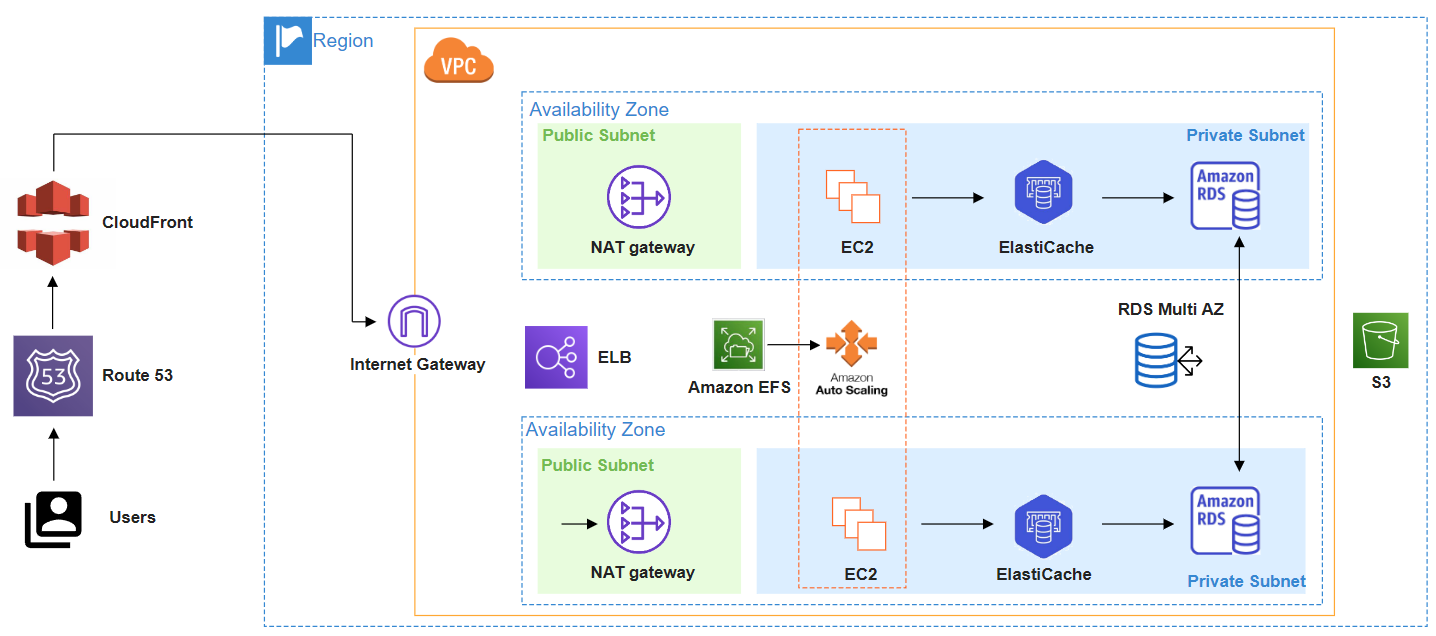 Region
VPC
Availability Zone
Public Subnet
Private Subnet
Amazon
RDS
NAT gateway
EC2
ElastiCache
CloudFront
RDS Multi AZ
Internet Gateway
ELB
Amazon EFS
Amazon
Auto Scaling
S3
53
Route 53
Availability Zone
Public Subnet
Amazon
RDS
NAT gateway
EC2
ElastiCache
Private Subnet
Users